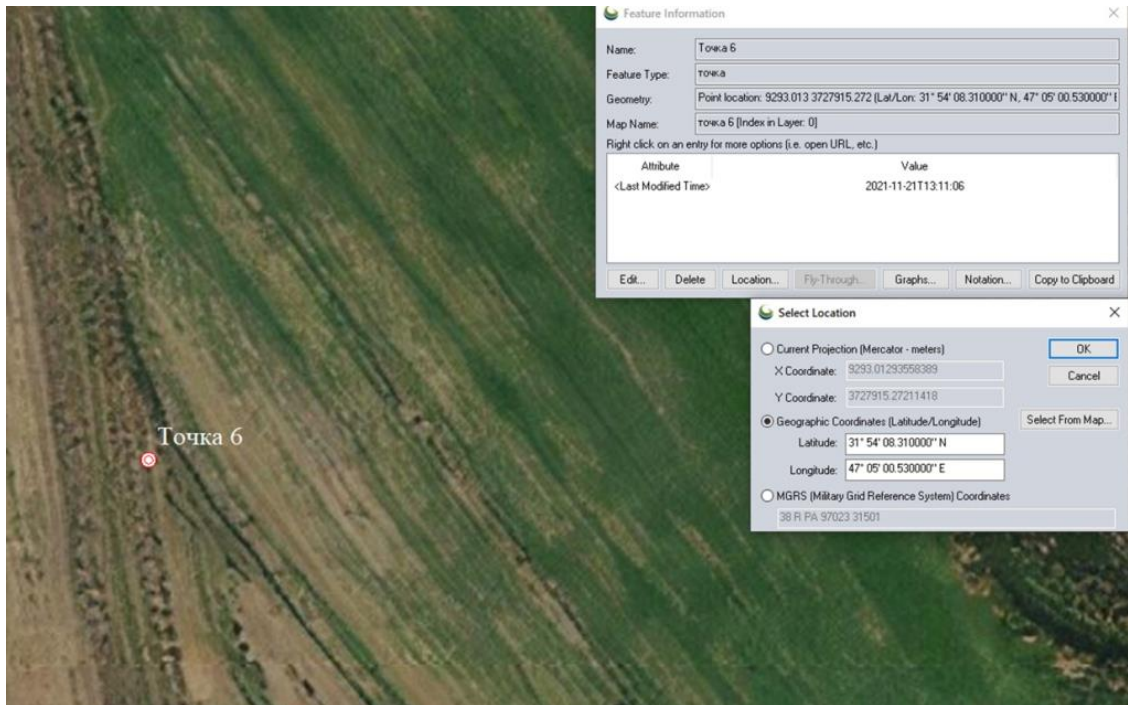 Feature Information
Name: Точка 6
Feature Type: точка
Geometry: Point location: 9293.013 3727915.272 (Lat/Lon: 31° 54' 08.310000" N, 47° 05' 00.530000" E
Map Name: точка 6 [Index in Layer: 0]
Right click on an entry for more options (i.e. open URL, etc.)
Attribute Value
<Last Modified Time> 2021-11-21T13:11:06
Edit... Delete Location... Fly-Through... Graphs... Notation... Copy to Clipboard
Select Location
Current Projection (Mercator - meters) OK
X Coordinate: 9293.01293558389 Cancel
Y Coordinate: 3727915.27211418
Geographic Coordinates (Latitude/Longitude) Select From Map...
Latitude: 31° 54' 08.310000" N
Longitude: 47° 05' 00.530000" E
MGRS (Military Grid Reference System) Coordinates
38 R PA 97023 31501
Точка 6